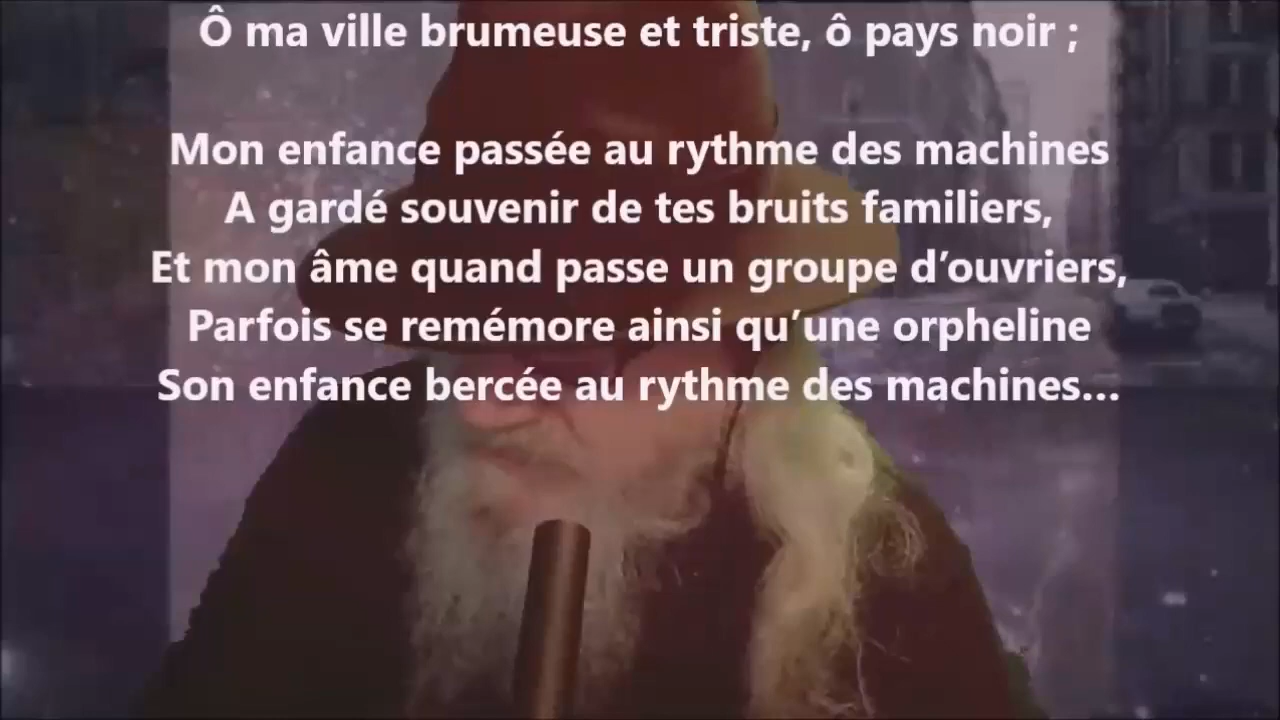 Ô ma ville brumeuse et triste, ô pays noir ;
Mon enfance passée au rythme des machines
A gardé souvenir de tes bruits familiers,
Et mon âme quand passe un groupe d’ouvriers,
Parfois se remémore ainsi qu’une orpheline
Son enfance bercée au rythme des machines...